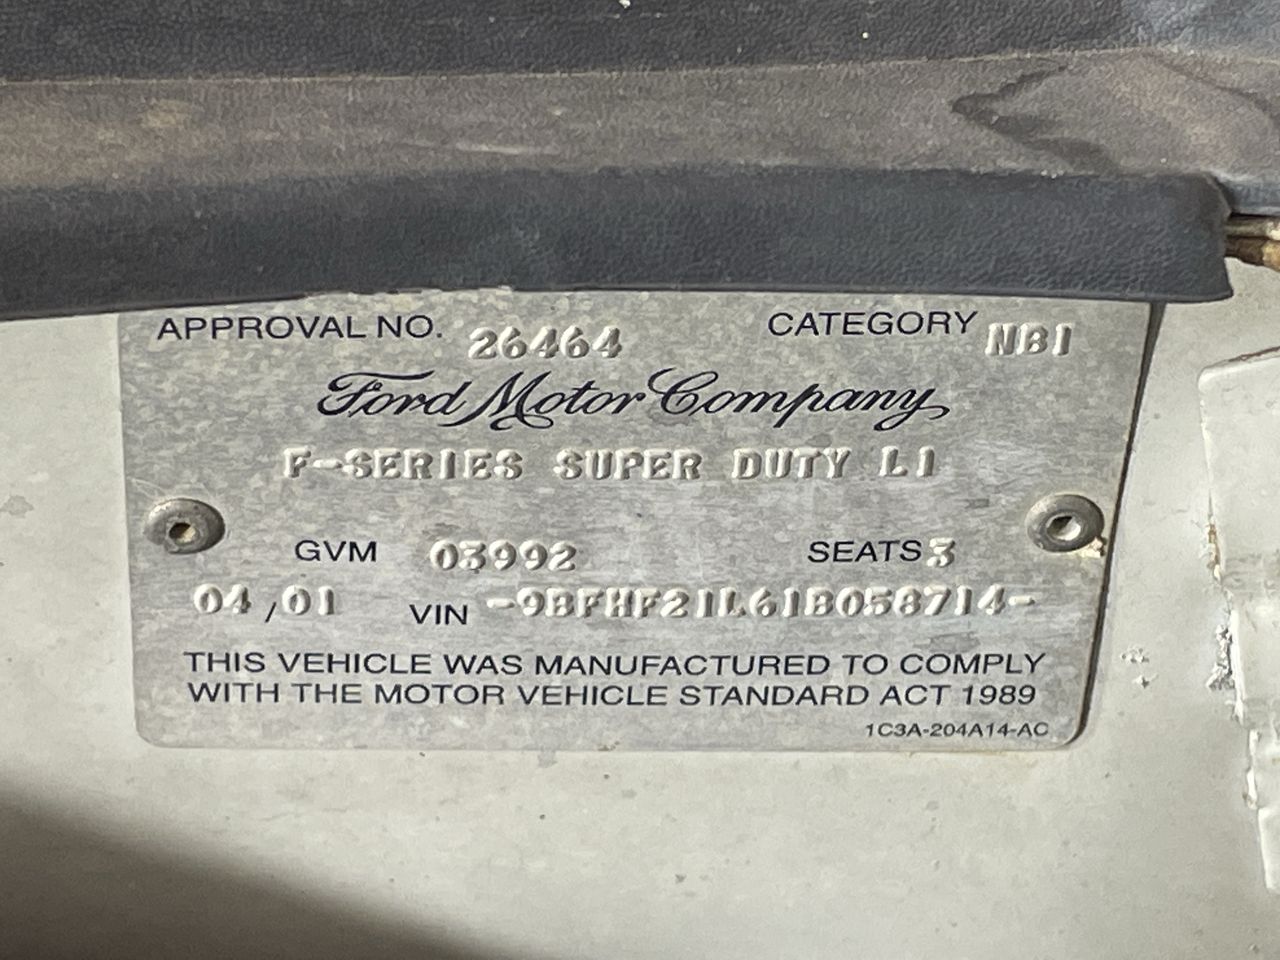 APPROVAL NO. 26464 CATEGORY NB1
Ford Motor Company
F-SERIES SUPER DUTY L1
GVM 03992 SEATS 3
04/01 VIN -9BFHF21L61B058714-
THIS VEHICLE WAS MANUFACTURED TO COMPLY
WITH THE MOTOR VEHICLE STANDARD ACT 1989
1C3A-204A14-AC